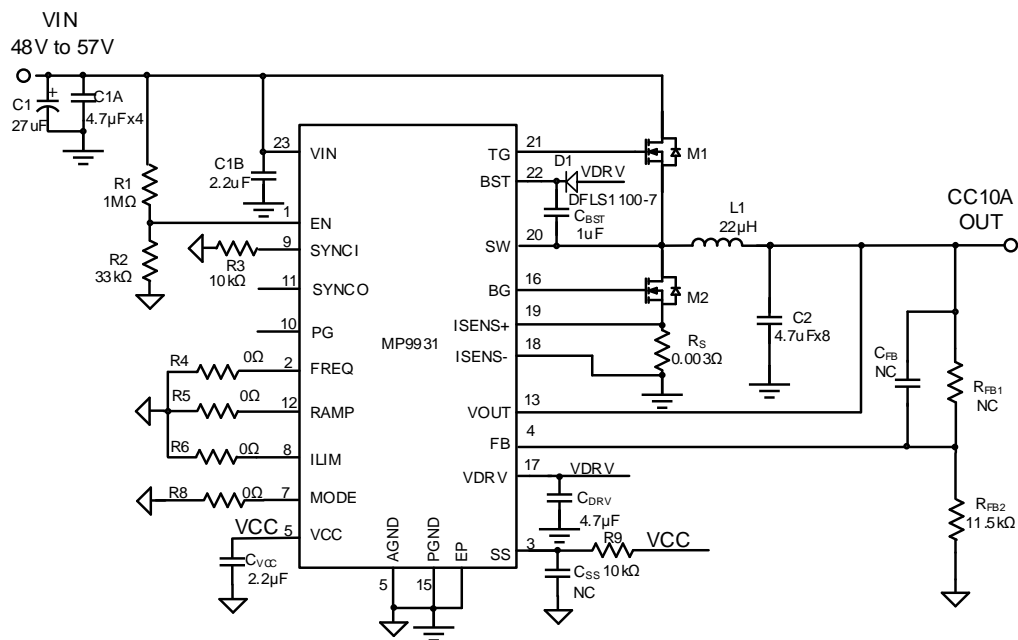 VIN
48V to 57V
C1
+
27uF
C1A
4.7µFx4
R1
1MΩ
C1B
2.2uF
R2
33kΩ
R3
10kΩ
R4
0Ω
R5
0Ω
R6
0Ω
R8
0Ω
VCC
CVCC
2.2µF
23
VIN
1
EN
9
SYNCI
11
SYNCO
10
PG
2
FREQ
12
RAMP
8
ILIM
7
MODE
5
VCC
MP9931
AGND
PGND
EP
5
15
TG
21
BST
22
SW
20
BG
16
ISENS+
19
ISENS-
18
VOUT
13
FB
4
VDRV
17
SS
3
M1
D1
VDRV
DFLS1100-7
CBST
1uF
L1
22µH
CC10A
OUT
M2
RS
0.003Ω
C2
4.7uFx8
CFB
NC
RFB1
NC
RFB2
11.5kΩ
VDRV
CDRV
4.7µF
R9
10kΩ
VCC
CSS
NC